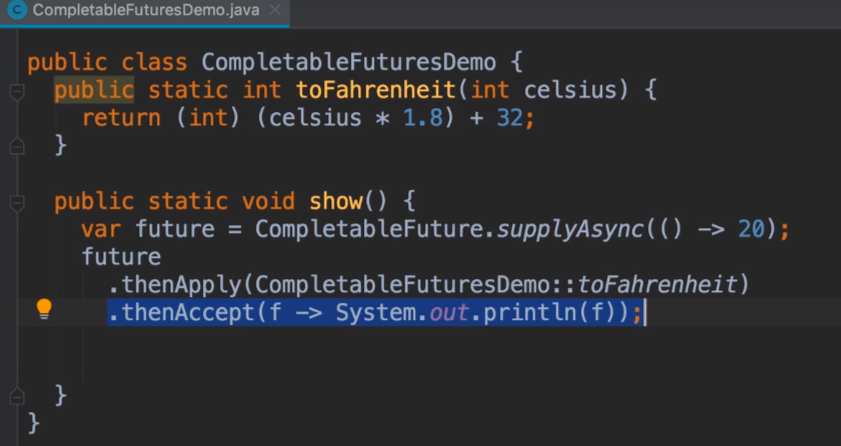 CompletableFuturesDemo.java
public class CompletableFuturesDemo {
public static int toFahrenheit(int celsius) {
return (int) (celsius * 1.8) + 32;
}
public static void show() {
var future = CompletableFuture.supplyAsync(() -> 20);
future
.thenApply(CompletableFuturesDemo::toFahrenheit)
.thenAccept(f -> System.out.println(f));
}
}